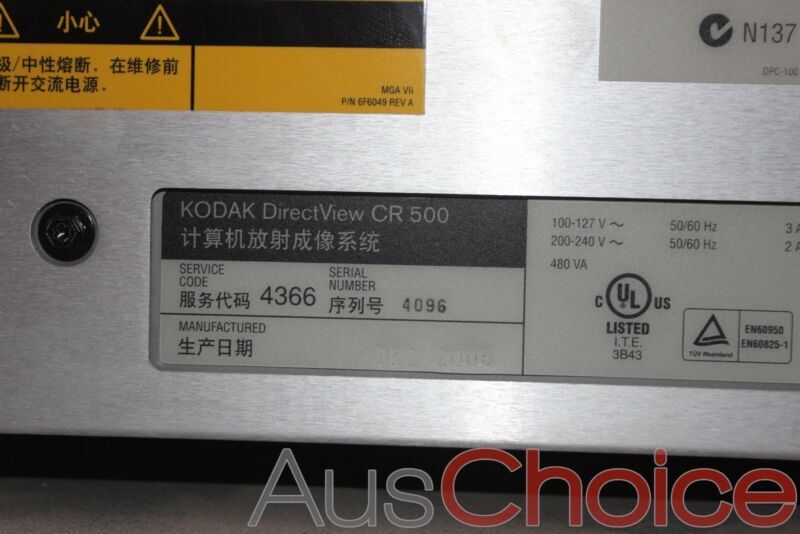 小心
级/中性熔断. 在维修前
断开交流电源.
MGA VII
P/N 6F6049 REV A
N137
DPC-100
KODAK DirectView CR 500
计算机放射成像系统
SERVICE
CODE
服务代码 4366
SERIAL
NUMBER
序列号 4096
MANUFACTURED
生产日期 2005
100-127 V ~ 50/60 Hz 3 A
200-240 V ~ 50/60 Hz 2 A
480 VA
C UL US
LISTED
I.T.E.
3B43
TÜV Rheinland
EN60950
EN60825-1
AusChoice